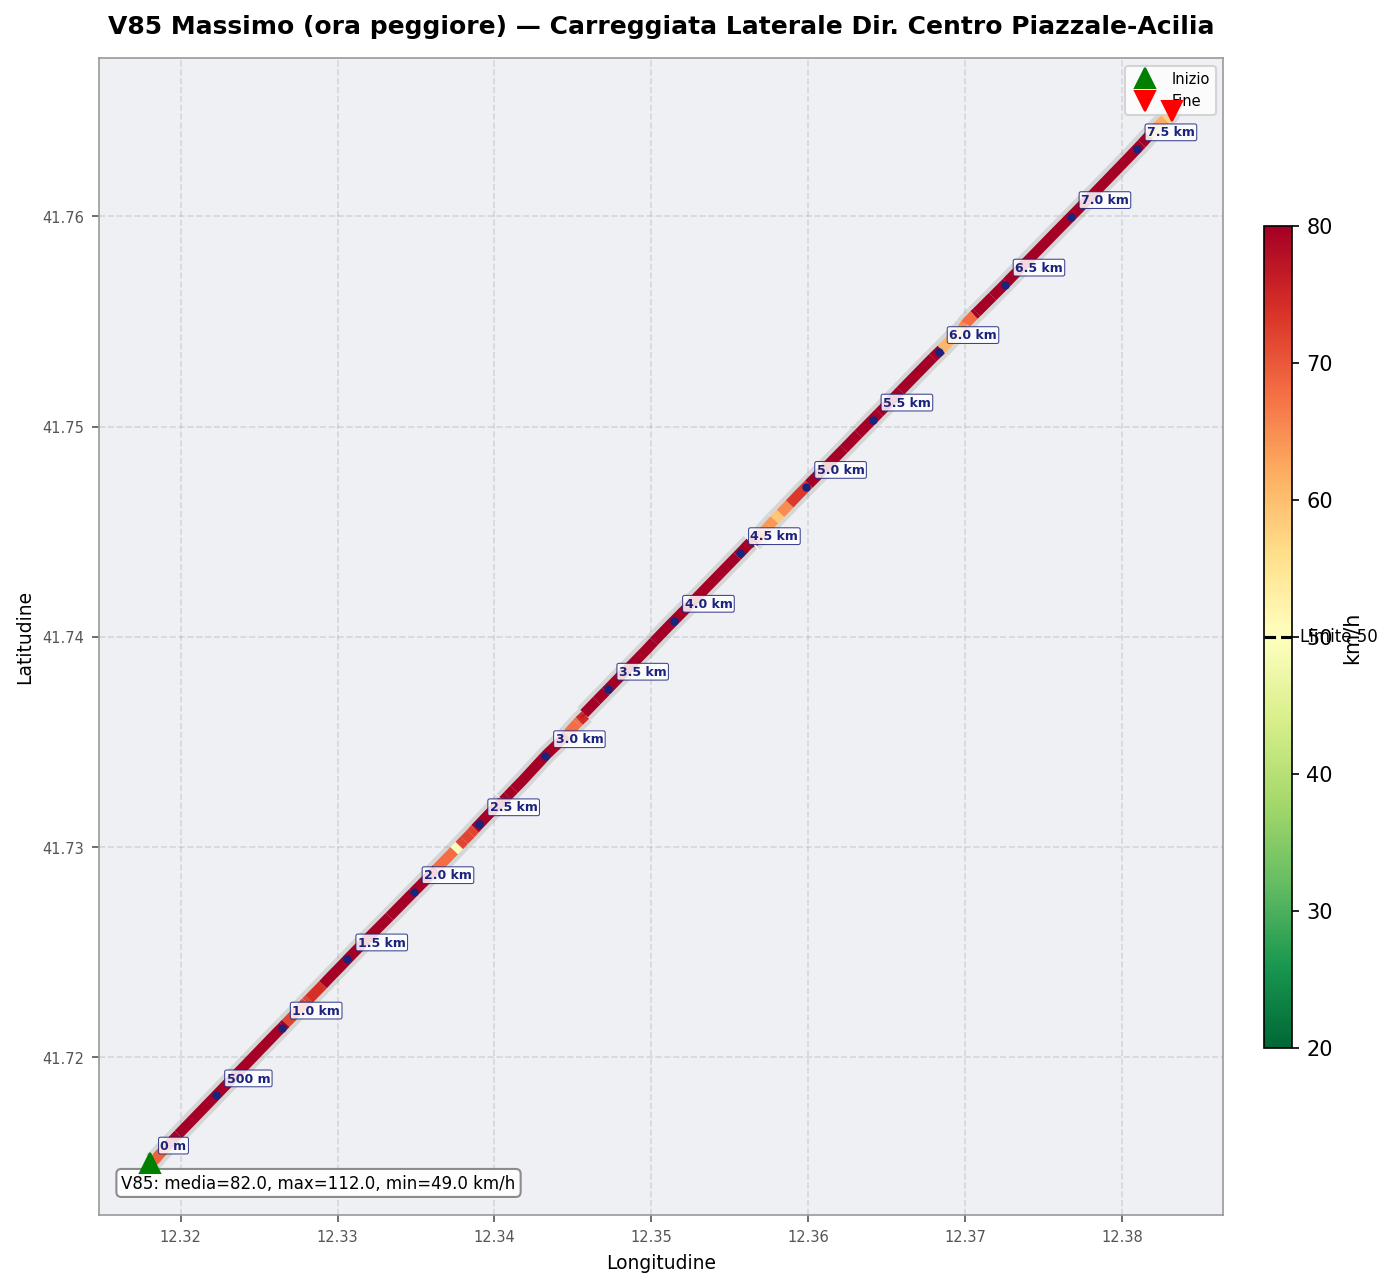 V85 Massimo (ora peggiore) — Carreggiata Laterale Dir. Centro Piazzale-Acilia
Inizio
Fine
7.5 km
7.0 km
6.5 km
6.0 km
5.5 km
5.0 km
4.5 km
4.0 km
3.5 km
3.0 km
2.5 km
2.0 km
1.5 km
1.0 km
500 m
0 m
V85: media=82.0, max=112.0, min=49.0 km/h
41.76
41.75
41.74
41.73
41.72
Latitudine
12.32
12.33
12.34
12.35
12.36
12.37
12.38
Longitudine
80
70
60
50
Limite 50
40
30
20
km/h